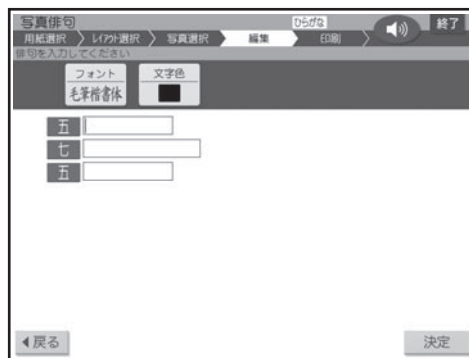 写真俳句 ひらがな 終了
用紙選択 レイアウト選択 写真選択 編集 印刷
俳句を入力してください
フォント 文字色
毛筆楷書体
五
七
五
戻る 決定